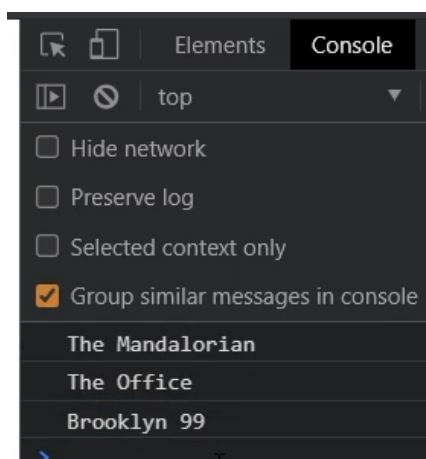 Elements Console
top
Hide network
Preserve log
Selected context only
Group similar messages in console
The Mandalorian
The Office
Brooklyn 99